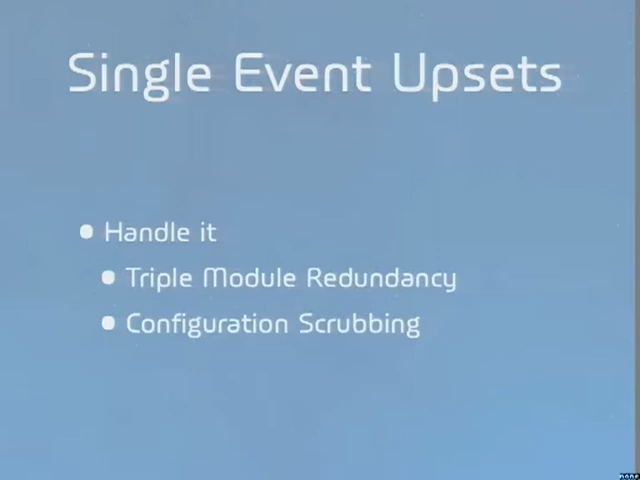 Single Event Upsets
Handle it
Triple Module Redundancy
Configuration Scrubbing